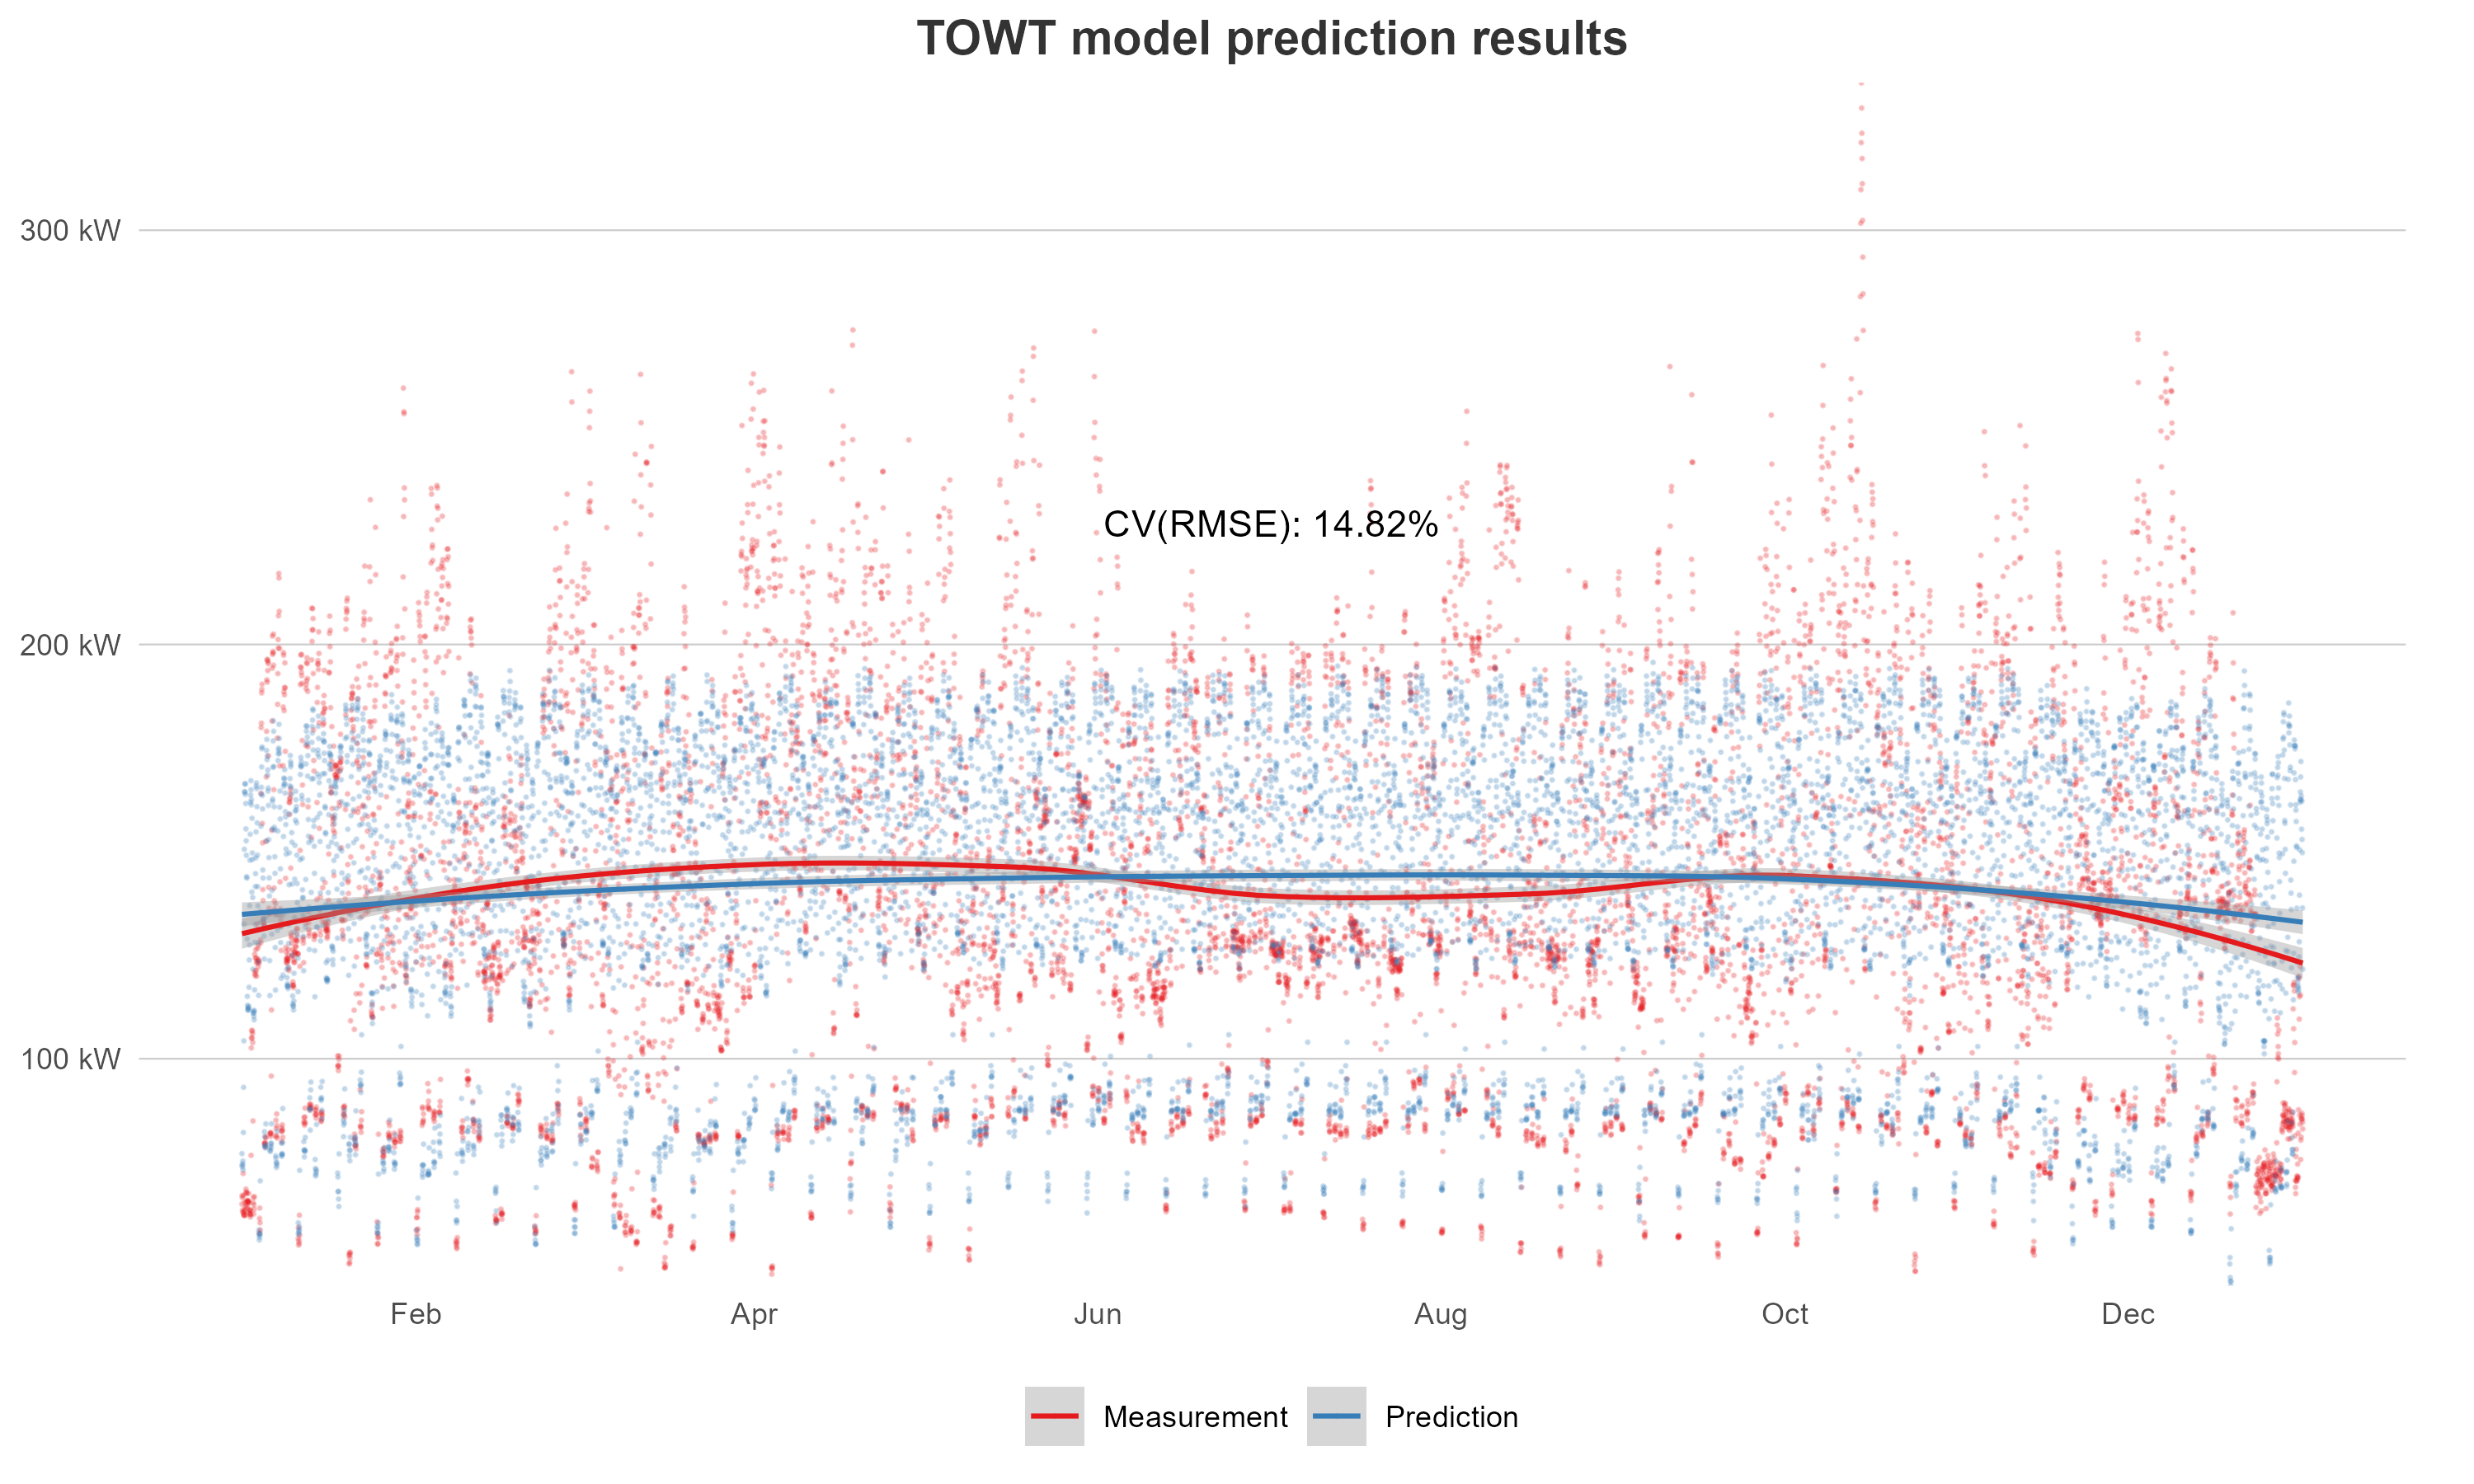 TOWT model prediction results
300 kW
CV(RMSE): 14.82%
200 kW
100 kW
Feb Apr Jun Aug Oct Dec
Measurement Prediction